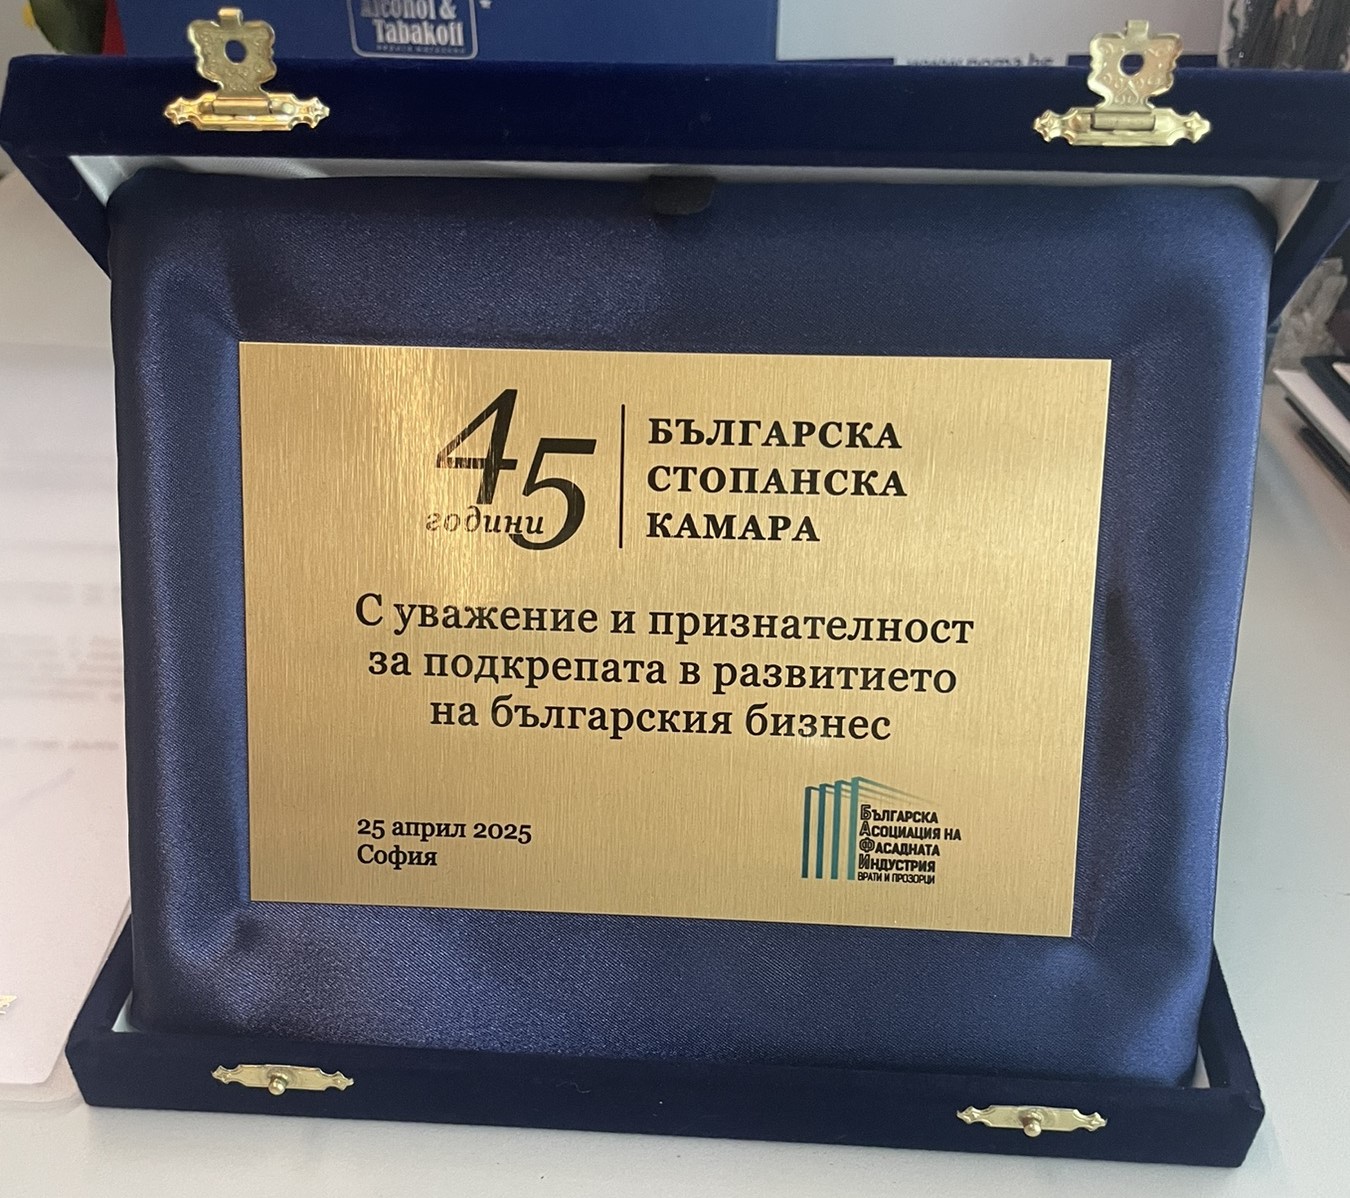 Alcohol &
Tabakoff
45
години
БЪЛГАРСКА
СТОПАНСКА
КАМАРА
С уважение и признателност
за подкрепата в развитието
на българския бизнес
25 април 2025
София
БЪЛГАРСКА
АСОЦИАЦИЯ НА
ФАСАДНАТА
ИНДУСТРИЯ
ВРАТИ И ПРОЗОРЦИ